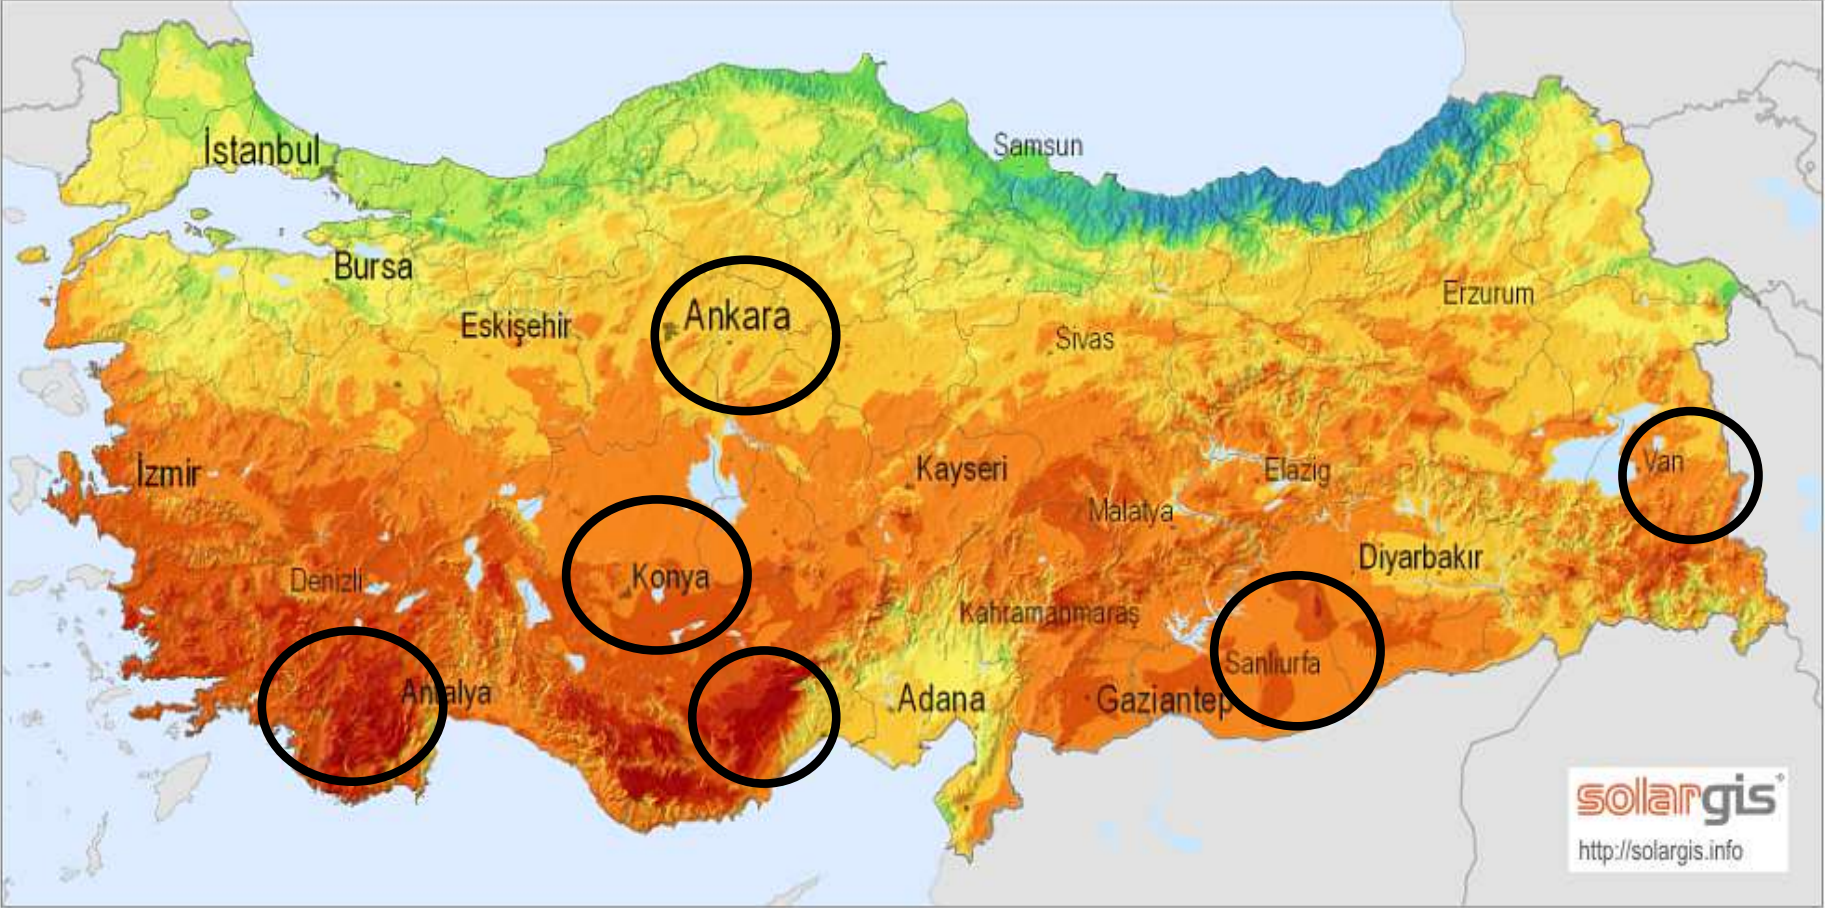 İstanbul
Samsun
Bursa
Ankara
Eskişehir
Erzurum
Sivas
İzmir
Kayseri
Elazig
Van
Malatya
Diyarbakır
Denizli
Konya
Kahramanmaraş
Sanliurfa
Antalya
Adana
Gaziantep
solargis
http://solargis.info